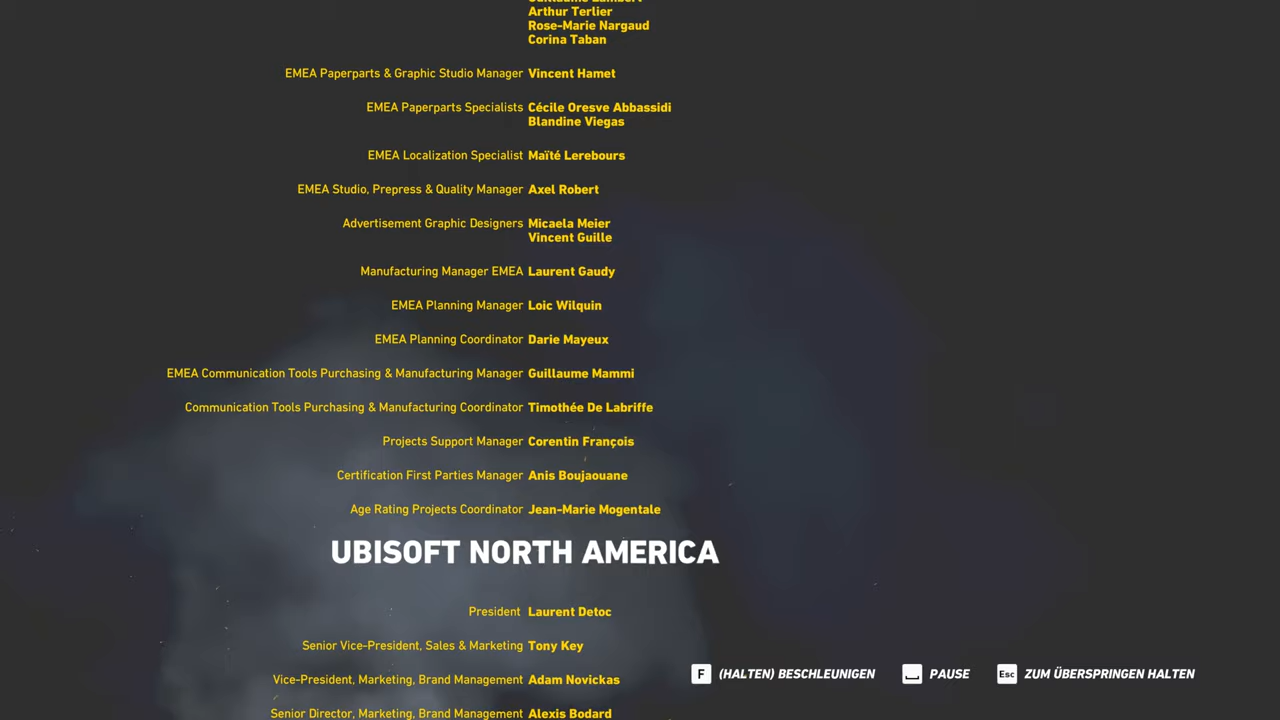 Arthur Terlier
Rose-Marie Nargaud
Corina Taban
EMEA Paperparts & Graphic Studio Manager Vincent Hamet
EMEA Paperparts Specialists Cécile Oresve Abbassidi
Blandine Viegas
EMEA Localization Specialist Maïté Lerebours
EMEA Studio, Prepress & Quality Manager Axel Robert
Advertisement Graphic Designers Micaela Meier
Vincent Guille
Manufacturing Manager EMEA Laurent Gaudy
EMEA Planning Manager Loic Wilquin
EMEA Planning Coordinator Darie Mayeux
EMEA Communication Tools Purchasing & Manufacturing Manager Guillaume Mammi
Communication Tools Purchasing & Manufacturing Coordinator Timothée De Labriffe
Projects Support Manager Corentin François
Certification First Parties Manager Anis Boujaouane
Age Rating Projects Coordinator Jean-Marie Mogentale
UBISOFT NORTH AMERICA
President Laurent Detoc
Senior Vice-President, Sales & Marketing Tony Key
Vice-President, Marketing, Brand Management Adam Novickas
Senior Director, Marketing, Brand Management Alexis Bodard
F (HALTEN) BESCHLEUNIGEN PAUSE Esc ZUM ÜBERSPRINGEN HALTEN